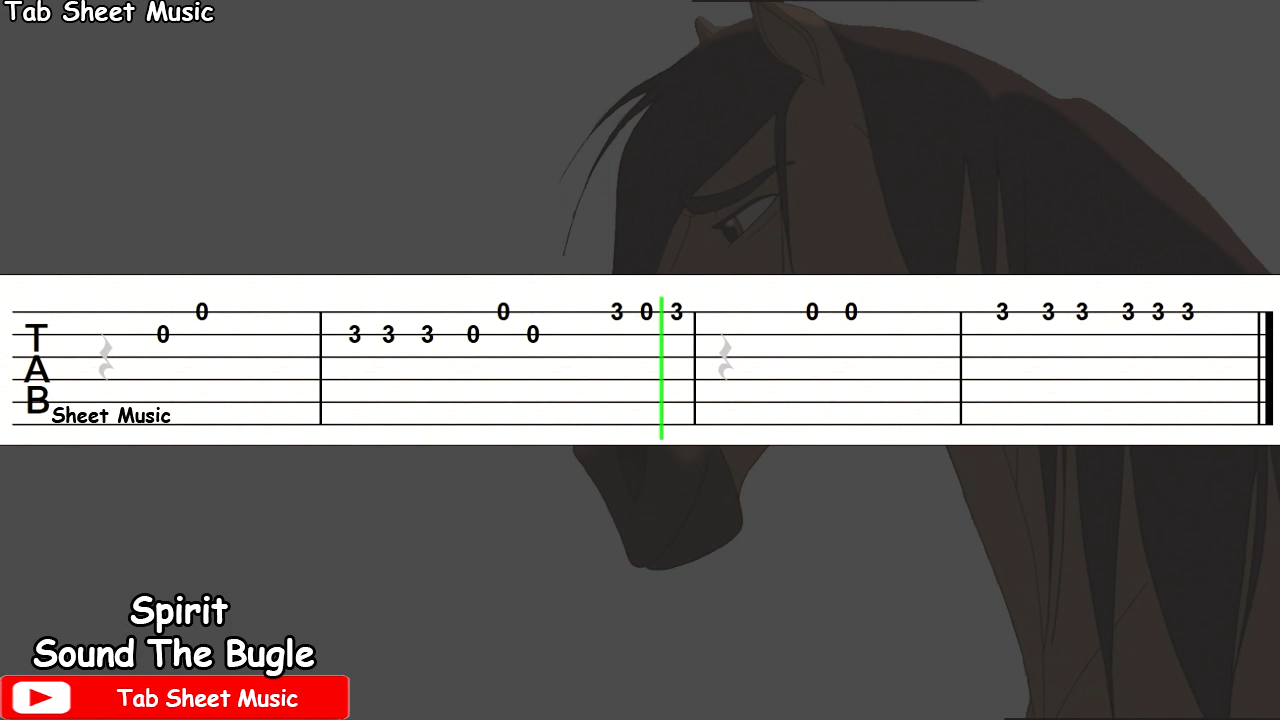 Tab Sheet Music
0
0 3 0 3 0 0 3 3 3 3 3 3
T 0 3 3 3 0 0
A
B Sheet Music
Spirit
Sound The Bugle
Tab Sheet Music